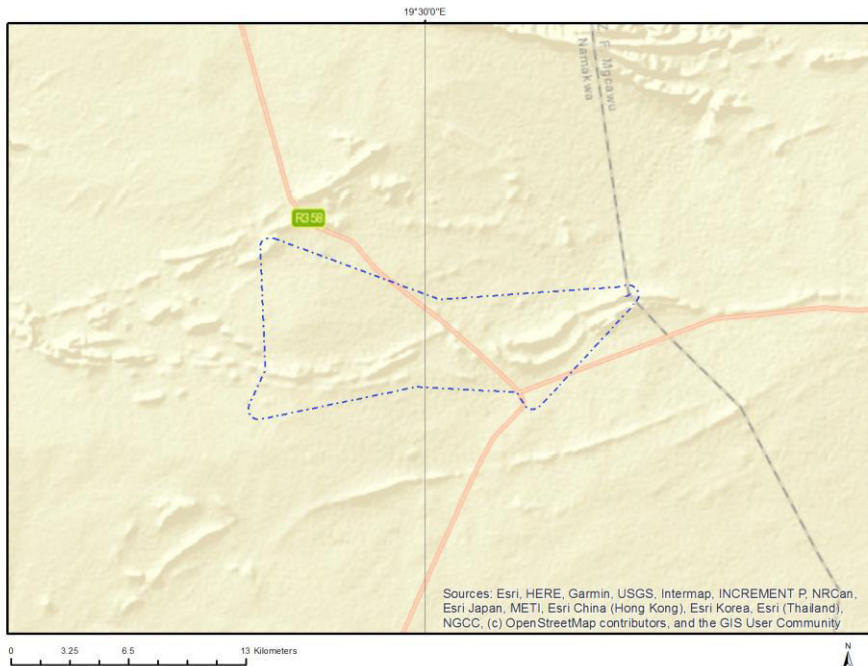 19°30'0"E
Z. F. Mgcawu
Namakwa
R358
Sources: Esri, HERE, Garmin, USGS, Intermap, INCREMENT P, NRCan,
Esri Japan, METI, Esri China (Hong Kong), Esri Korea, Esri (Thailand),
NGCC, (c) OpenStreetMap contributors, and the GIS User Community
0 3.25 6.5 13 Kilometers
N